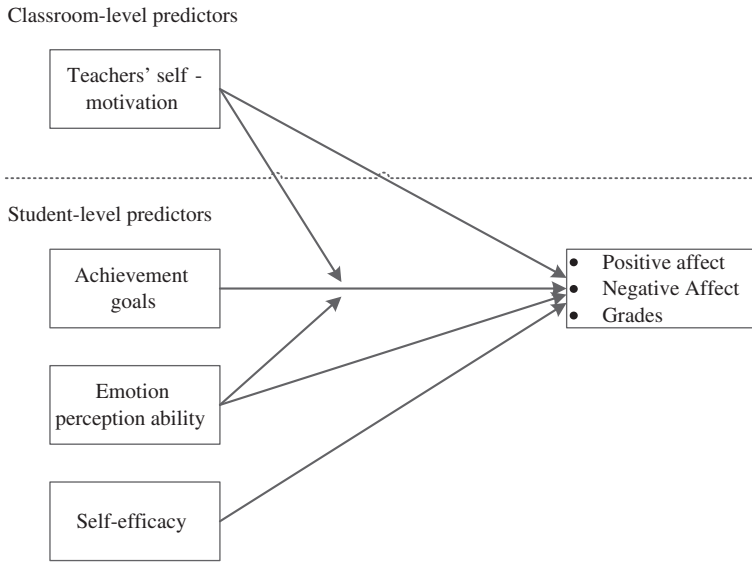 Classroom-level predictors
Teachers’ self -
motivation
Student-level predictors
Achievement
goals
● Positive affect
● Negative Affect
● Grades
Emotion
perception ability
Self-efficacy